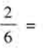 2/6 =